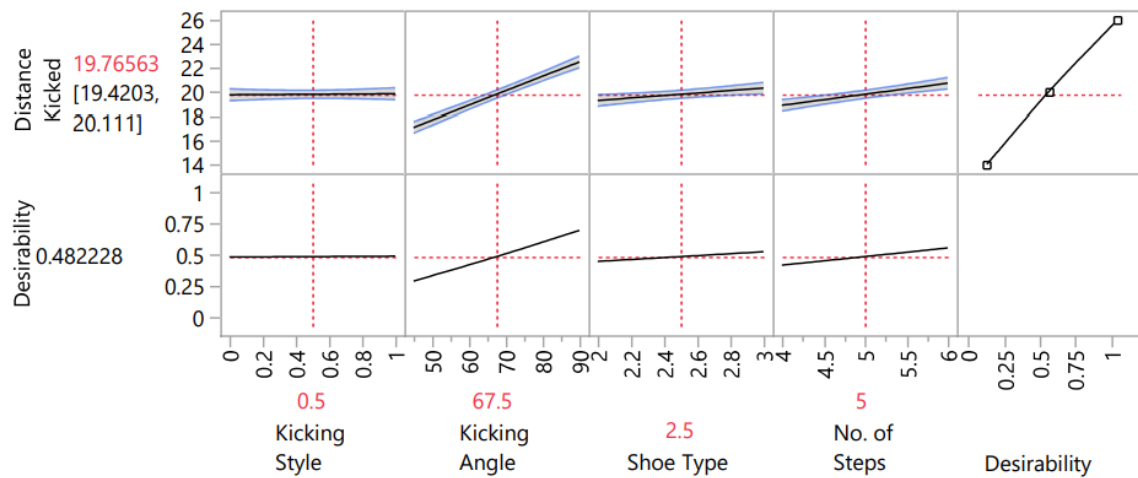 Distance
Kicked
19.76563
[19.4203,
20.111]
26
24
22
20
18
16
14
Desirability
0.482228
1
0.75
0.5
0.25
0
0 0.2 0.4 0.6 0.8 1
50 60 70 80 90
2 2.2 2.4 2.6 2.8 3
4 4.5 5 5.5 6
0 0.25 0.5 0.75 1
0.5
Kicking
Style
67.5
Kicking
Angle
2.5
Shoe Type
5
No. of
Steps
Desirability